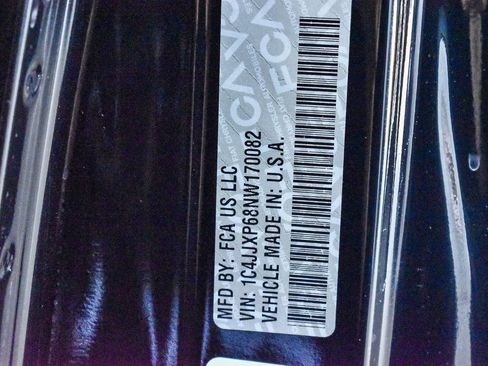 MFD BY: FCA US LLC
VIN: 1C4JJXP68NW170082
VEHICLE MADE IN: U.S.A.